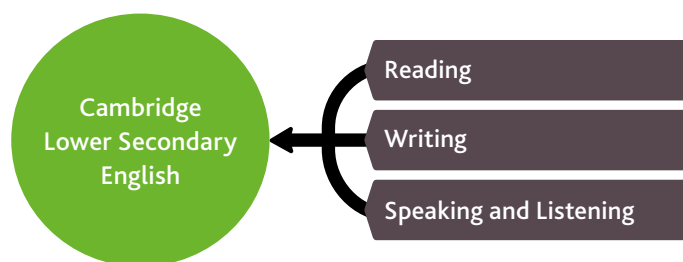 Cambridge
Lower Secondary
English
Reading
Writing
Speaking and Listening